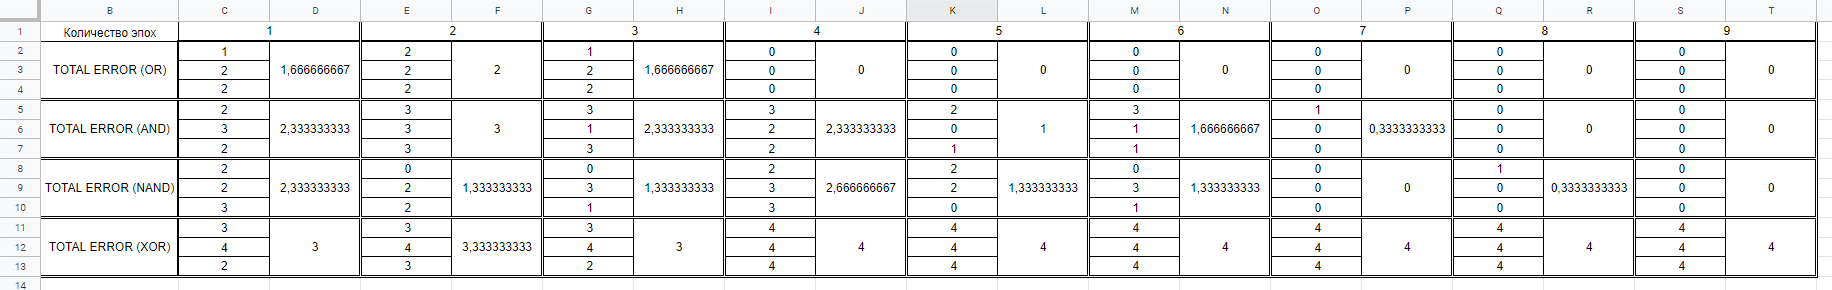 B C D E F G H I J K L M N O P Q R S T
1 Количество эпох 1 2 3 4 5 6 7 8 9
2 1 2 1 0 0 0 0 0 0
3 TOTAL ERROR (OR) 2 1,666666667 2 2 2 1,666666667 0 0 0 0 0 0 0 0 0 0 0 0
4 2 2 2 0 0 0 0 0 0
5 2 3 3 3 2 3 1 0 0
6 TOTAL ERROR (AND) 3 2,333333333 3 3 1 2,333333333 2 2,333333333 0 1 1 1,666666667 0 0,3333333333 0 0 0 0
7 2 3 3 2 1 1 0 0 0
8 2 0 0 2 2 0 0 1 0
9 TOTAL ERROR (NAND) 2 2,333333333 2 1,333333333 3 1,333333333 3 2,666666667 2 1,333333333 3 1,333333333 0 0 0 0,3333333333 0 0
10 3 2 1 3 0 1 0 0 0
11 3 3 3 4 4 4 4 4 4
12 TOTAL ERROR (XOR) 4 3 4 3,333333333 4 3 4 4 4 4 4 4 4 4 4 4 4 4
13 2 3 2 4 4 4 4 4 4
14